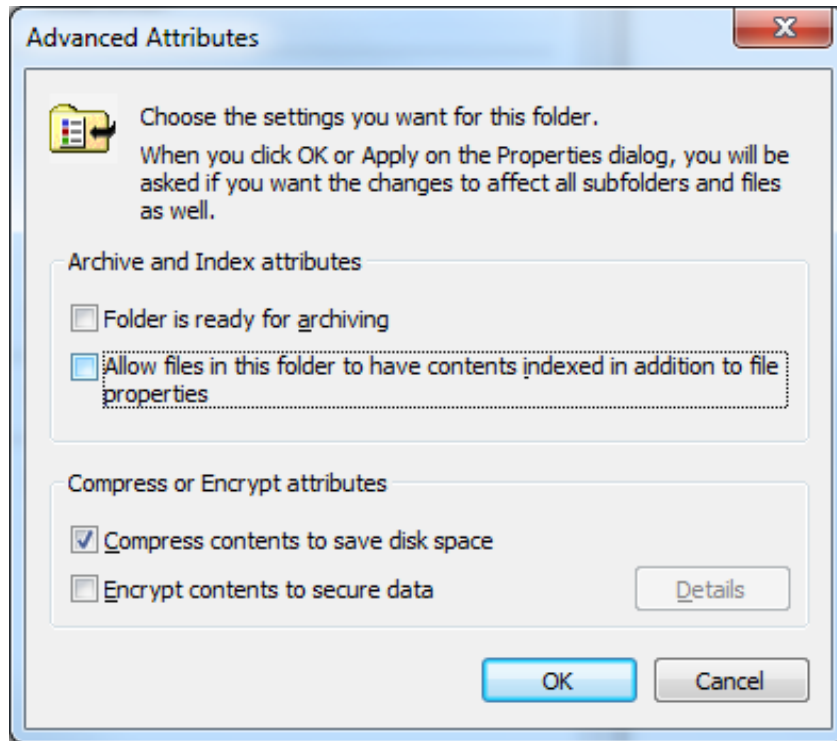 Advanced Attributes
Choose the settings you want for this folder.
When you click OK or Apply on the Properties dialog, you will be
asked if you want the changes to affect all subfolders and files
as well.
Archive and Index attributes
Folder is ready for archiving
Allow files in this folder to have contents indexed in addition to file
properties
Compress or Encrypt attributes
Compress contents to save disk space
Encrypt contents to secure data
Details
OK
Cancel